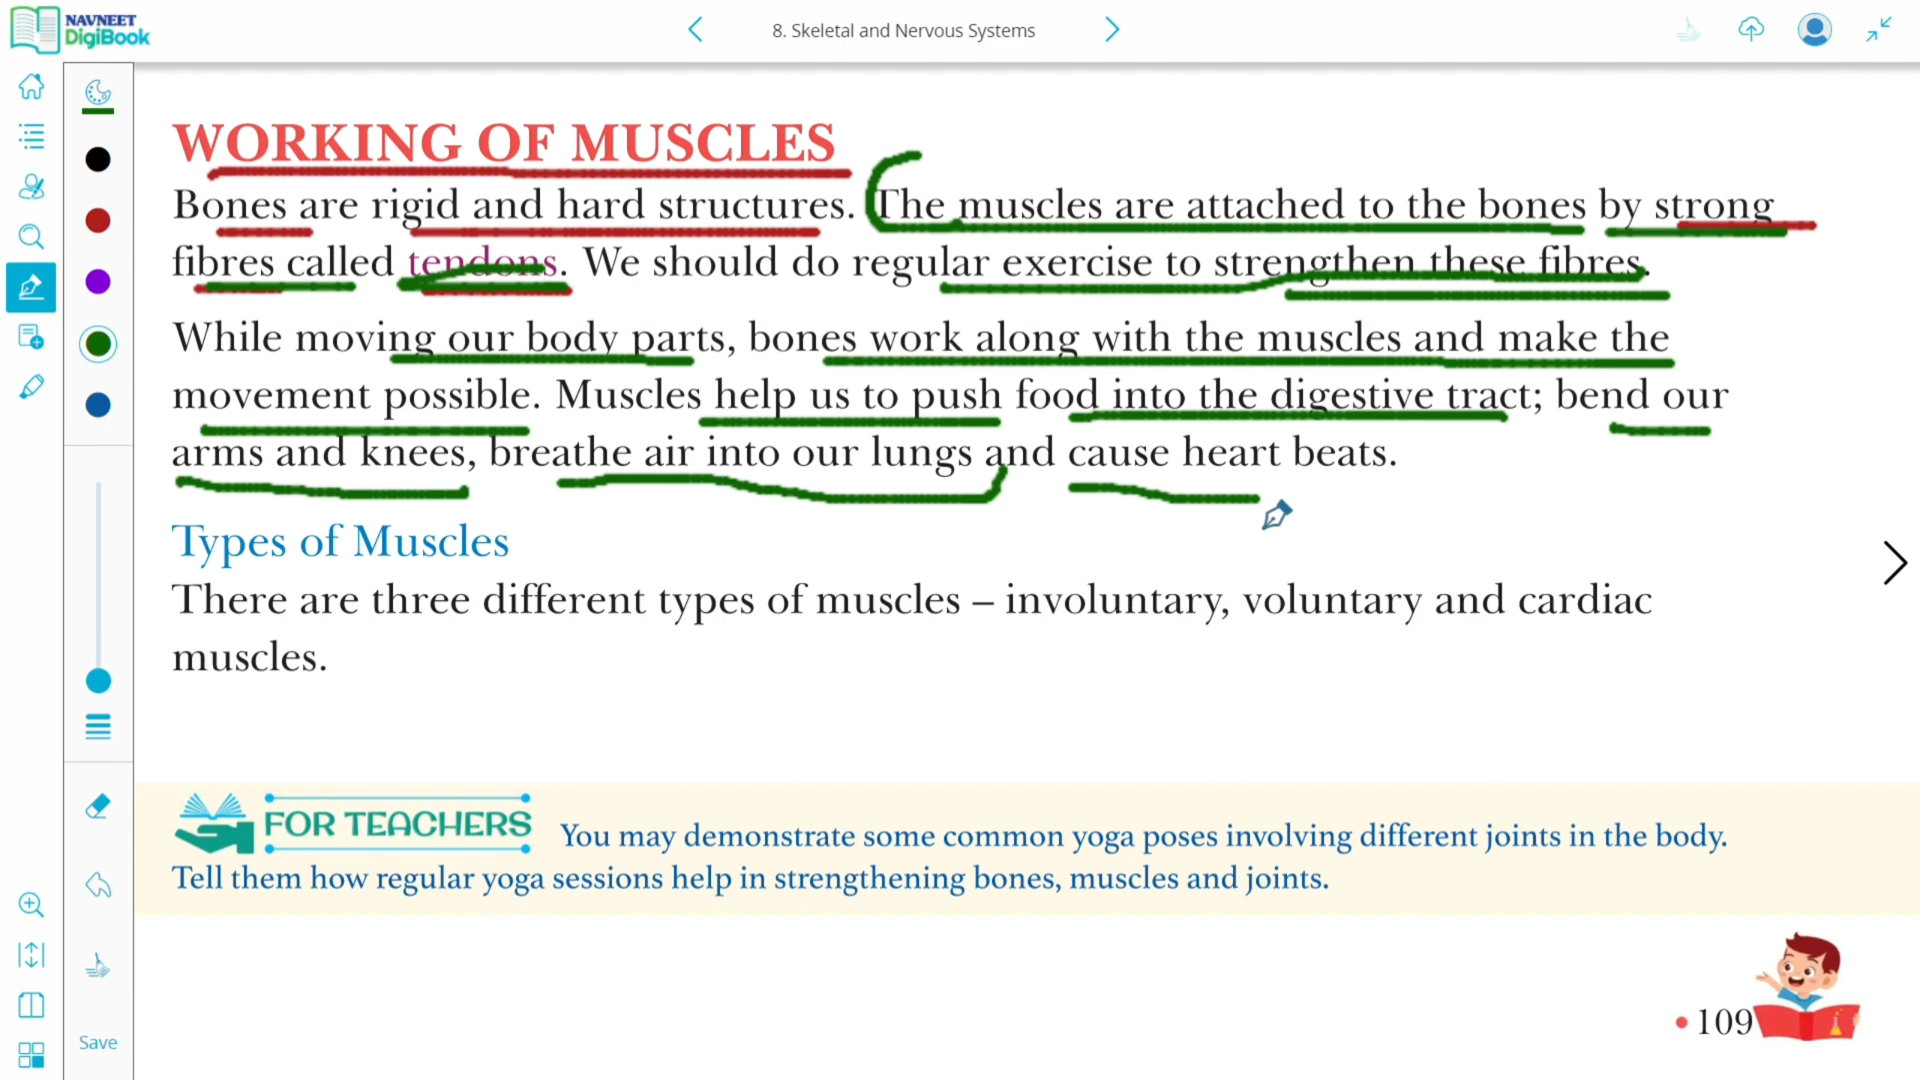 NAVNEET
DigiBook
8. Skeletal and Nervous Systems
WORKING OF MUSCLES
Bones are rigid and hard structures. The muscles are attached to the bones by strong
fibres called tendons. We should do regular exercise to strengthen these fibres.
While moving our body parts, bones work along with the muscles and make the
movement possible. Muscles help us to push food into the digestive tract; bend our
arms and knees, breathe air into our lungs and cause heart beats.
Types of Muscles
There are three different types of muscles – involuntary, voluntary and cardiac
muscles.
FOR TEACHERS You may demonstrate some common yoga poses involving different joints in the body.
Tell them how regular yoga sessions help in strengthening bones, muscles and joints.
• 109
Save